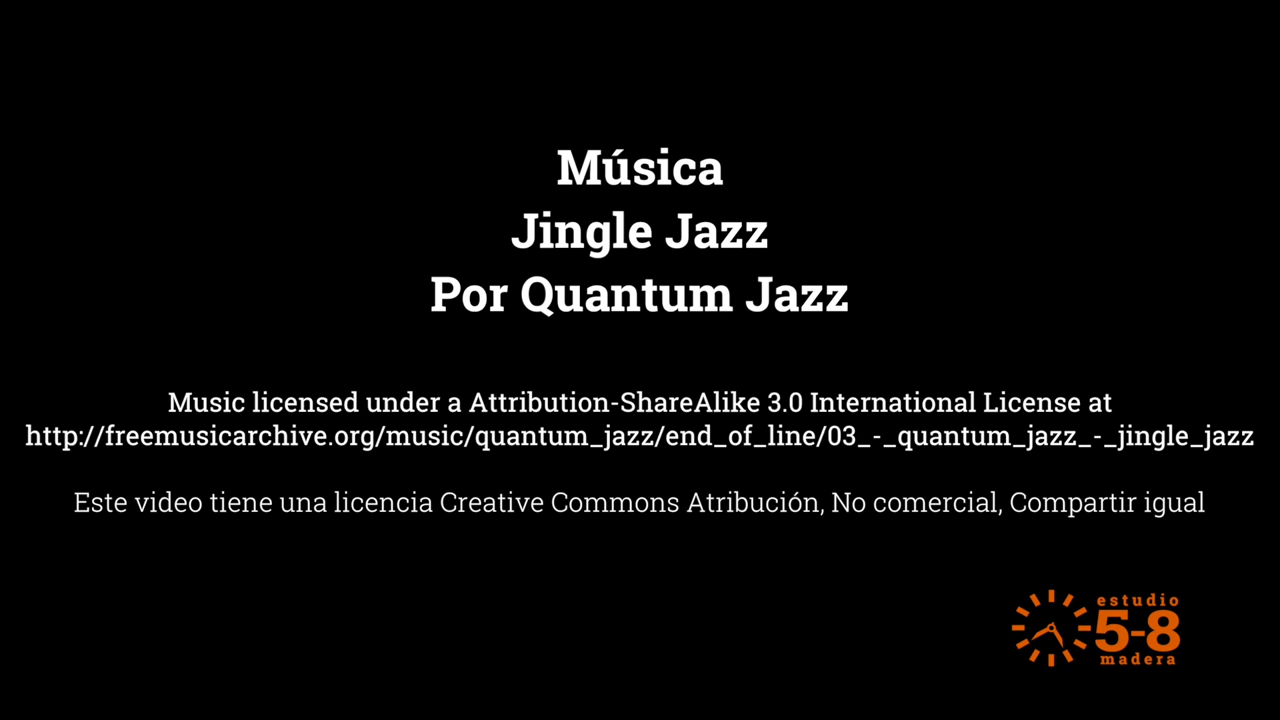 Música
Jingle Jazz
Por Quantum Jazz
Music licensed under a Attribution-ShareAlike 3.0 International License at
http://freemusicarchive.org/music/quantum_jazz/end_of_line/03_-_quantum_jazz_-_jingle_jazz
Este video tiene una licencia Creative Commons Atribución, No comercial, Compartir igual
estudio
5-8
madera